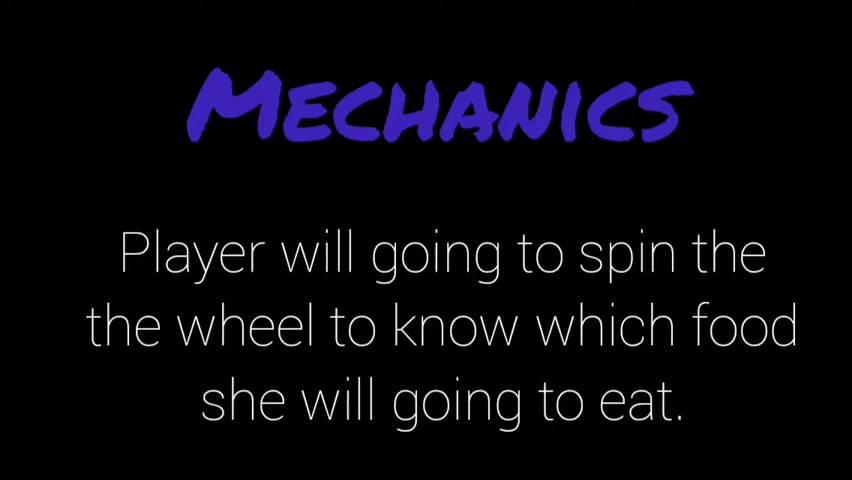 MECHANICS
Player will going to spin the
the wheel to know which food
she will going to eat.